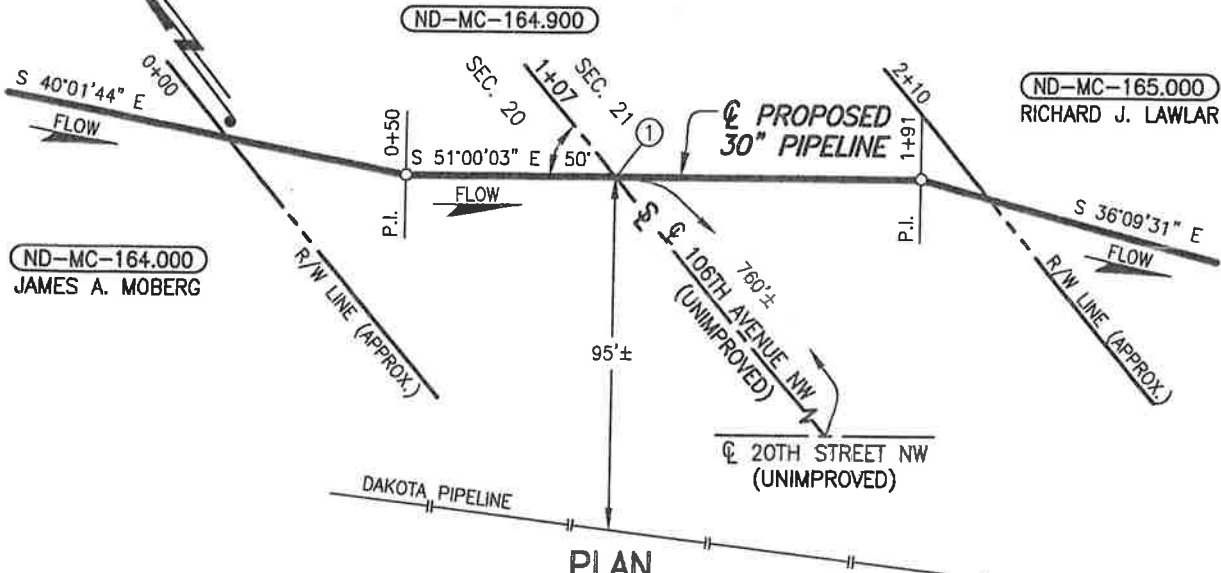 ND-MC-164.900
S 40°01'44" E
FLOW
0+00
SEC. 20
1+07
SEC. 21
1
℄ PROPOSED
30" PIPELINE
2+10
ND-MC-165.000
RICHARD J. LAWLAR
0+50
P.I.
S 51°00'03" E
50°
FLOW
1+91
P.I.
S 36°09'31" E
FLOW
ND-MC-164.000
JAMES A. MOBERG
R/W LINE (APPROX.)
℄ 106TH AVENUE NW
(UNIMPROVED)
760'±
R/W LINE (APPROX.)
95'±
℄ 20TH STREET NW
(UNIMPROVED)
DAKOTA PIPELINE
PLAN